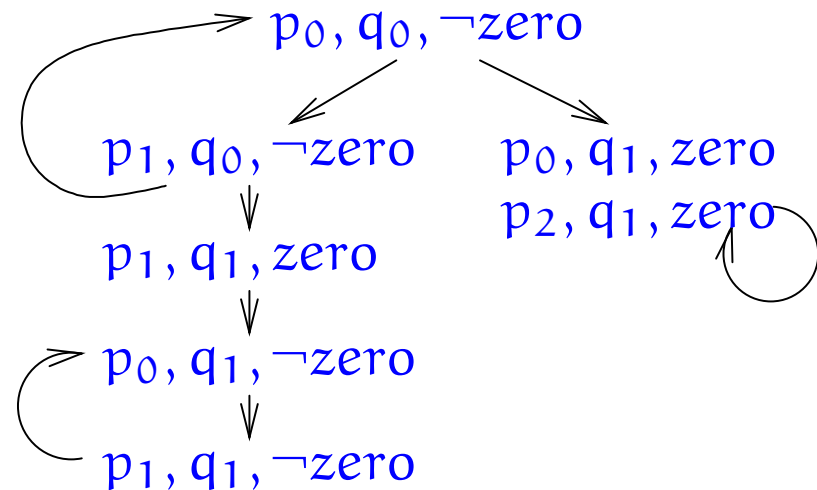 p₀, q₀, ¬zero
p₁, q₀, ¬zero
p₀, q₁, zero
p₂, q₁, zero
p₁, q₁, zero
p₀, q₁, ¬zero
p₁, q₁, ¬zero